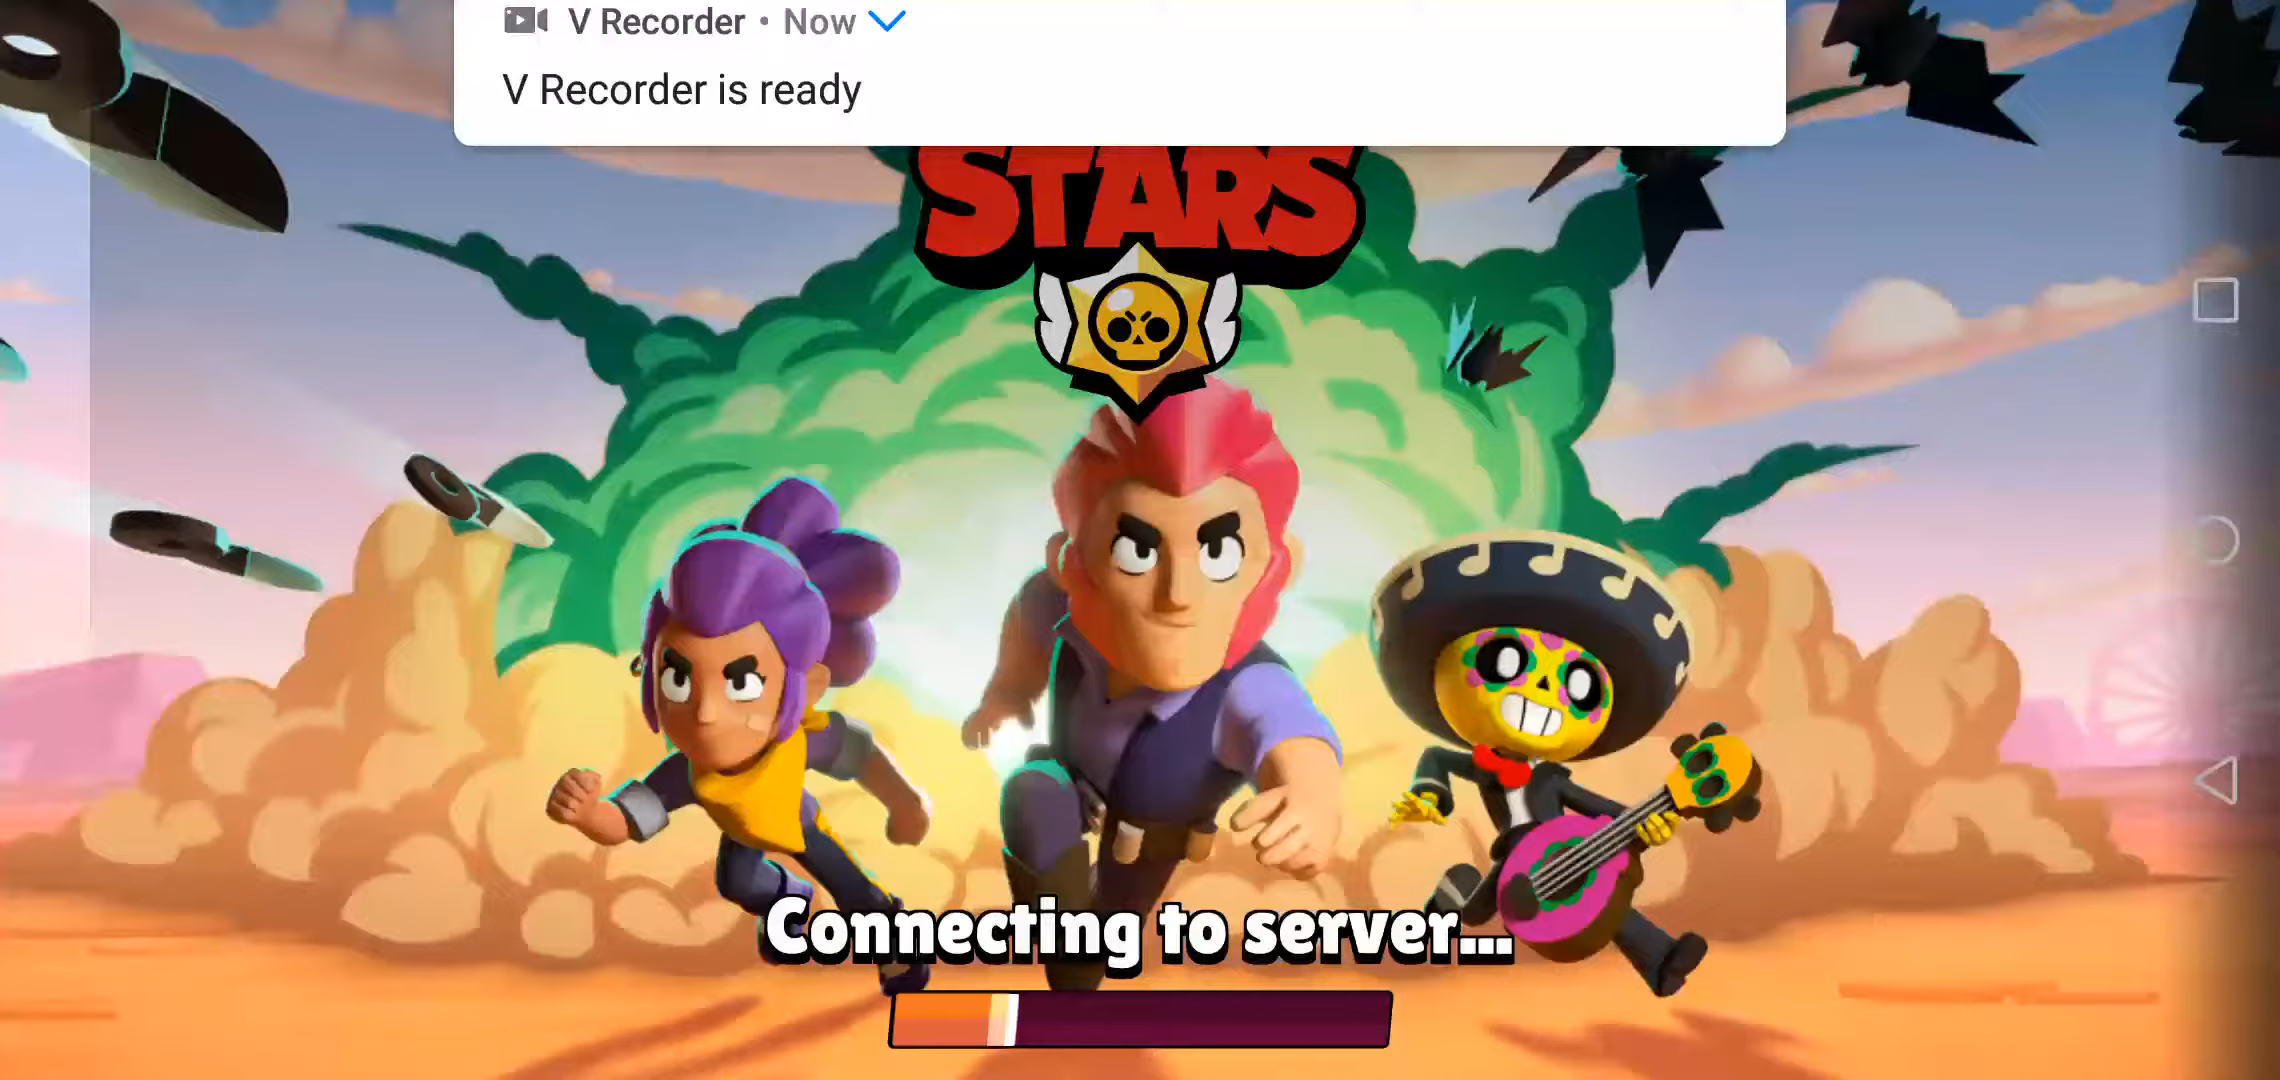 V Recorder • Now
V Recorder is ready
STARS
Connecting to server...